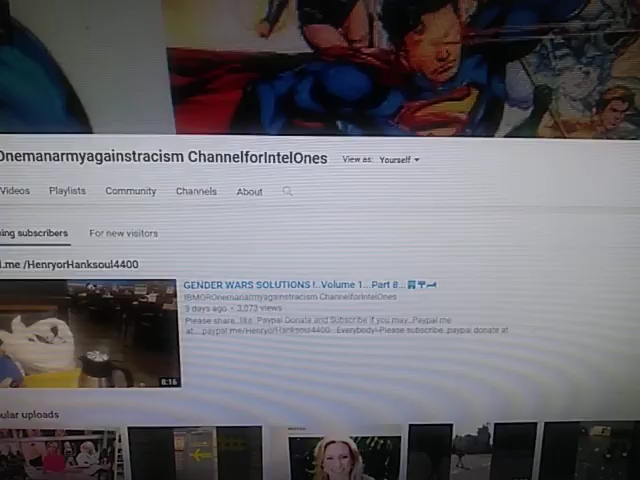 Onemanarmyagainstracism ChannelforIntelOnes
View as: Yourself
Videos Playlists Community Channels About
ing subscribers For new visitors
l.me /HenryorHanksoul4400
GENDER WARS SOLUTIONS !..Volume 1... Part 8...
IBMOROnemanarmyagainstracism ChannelforIntelOnes
3 days ago • 3,073 views
Please share, like, Paypal Donate and Subscribe if you may. Paypal me
at... paypal.me/HenryorHanksoul4400. Everybody!-Please subscribe, paypal donate at
8:16
ular uploads